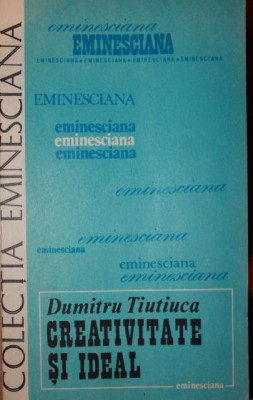 COLECȚIA EMINESCIANA
eminesciana
EMINESCIANA
EMINESCIANA • EMINESCIANA • EMINESCIANA • EMINESCIANA
EMINESCIANA
eminesciana
eminesciana
eminesciana
eminesciana
eminesciana
eminesciana
eminesciana
eminesciana
Dumitru Tiutiuca
CREATIVITATE
ȘI IDEAL
eminesciana